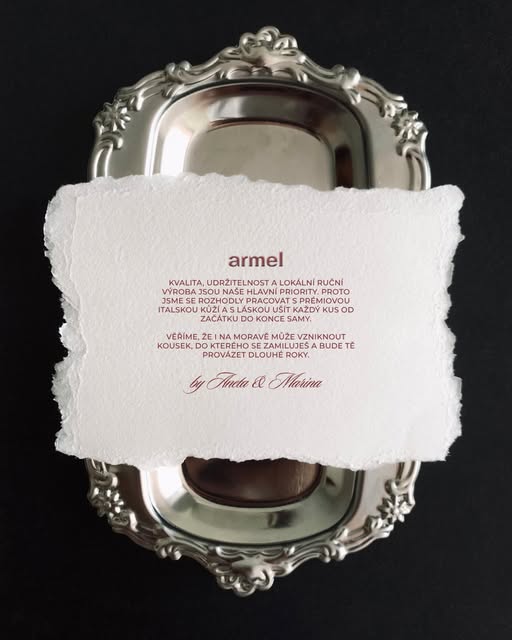 armel
KVALITA, UDRŽITELNOST A LOKÁLNÍ RUČNÍ
VÝROBA JSOU NAŠE HLAVNÍ PRIORITY. PROTO
JSME SE ROZHODLY PRACOVAT S PRÉMIOVOU
ITALSKOU KŮŽÍ A S LÁSKOU UŠÍT KAŽDÝ KUS OD
ZAČÁTKU DO KONCE SAMY.
VĚŘÍME, ŽE I NA MORAVĚ MŮŽE VZNIKNOUT
KOUSEK, DO KTERÉHO SE ZAMILUJEŠ A BUDE TĚ
PROVÁZET DLOUHÉ ROKY.
by Aneta & Marina